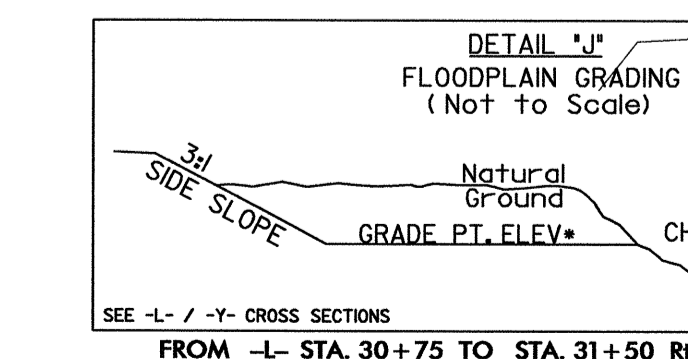 DETAIL "J"
FLOODPLAIN GRADING
(Not to Scale)
3:1
SIDE SLOPE
Natural
Ground
GRADE PT. ELEV*
SEE -L- / -Y- CROSS SECTIONS
FROM -L- STA. 30+75 TO STA. 31+50